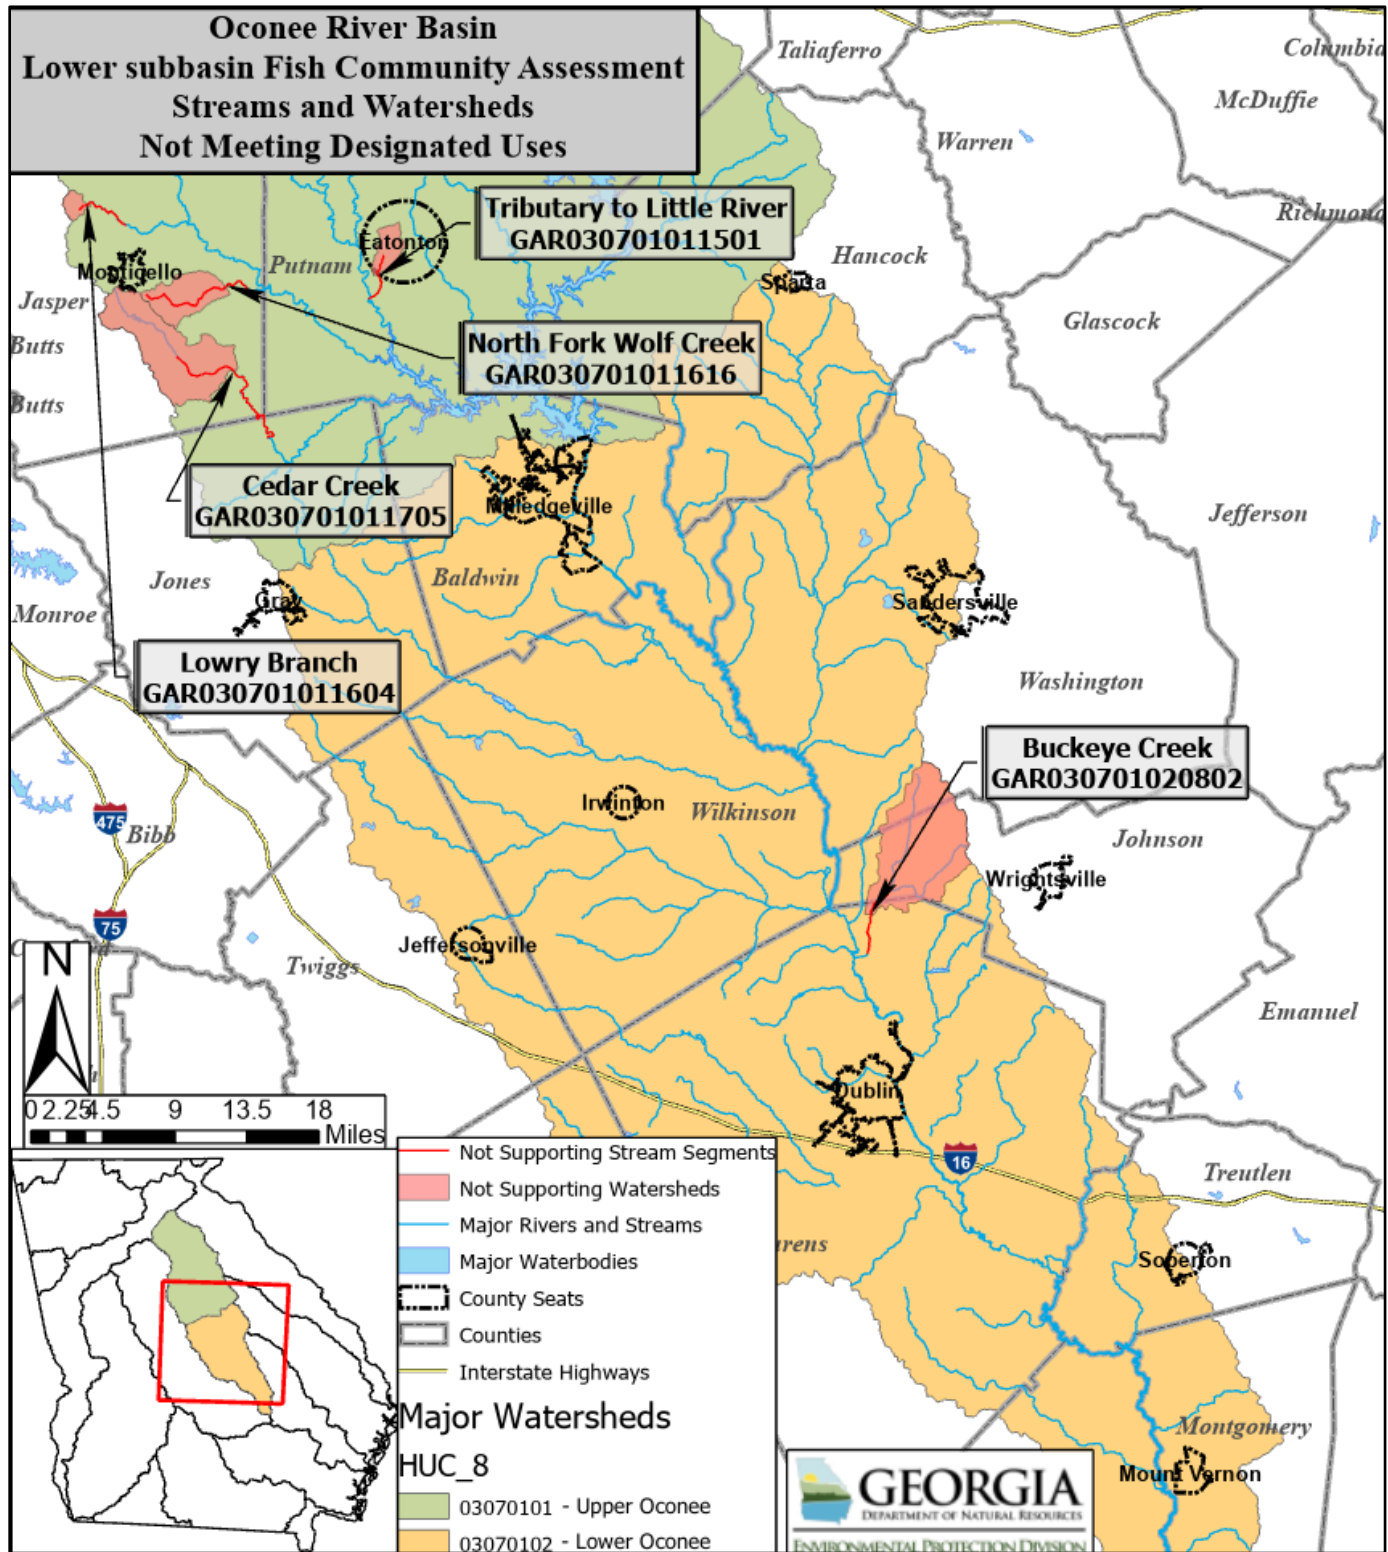 Oconee River Basin
Lower subbasin Fish Community Assessment
Streams and Watersheds
Not Meeting Designated Uses
Taliaferro
Columbia
McDuffie
Warren
Richmond
Tributary to Little River
GAR030701011501
Eatonton
Putnam
Monticello
Hancock
Sparta
Jasper
Glascock
Butts
North Fork Wolf Creek
GAR030701011616
Butts
Cedar Creek
GAR030701011705
Milledgeville
Jefferson
Jones
Baldwin
Monroe
Gray
Sandersville
Lowry Branch
GAR030701011604
Washington
Buckeye Creek
GAR030701020802
Irwinton
Wilkinson
475
Bibb
Johnson
Wrightsville
75
Jeffersonville
Twiggs
N
Emanuel
Dublin
0 2.25 4.5 9 13.5 18
Miles
16
Treutlen
Soperton
Montgomery
Mount Vernon
Not Supporting Stream Segments
Not Supporting Watersheds
Major Rivers and Streams
Major Waterbodies
County Seats
Counties
Interstate Highways
Major Watersheds
HUC_8
03070101 - Upper Oconee
03070102 - Lower Oconee
GEORGIA
DEPARTMENT OF NATURAL RESOURCES
ENVIRONMENTAL PROTECTION DIVISION